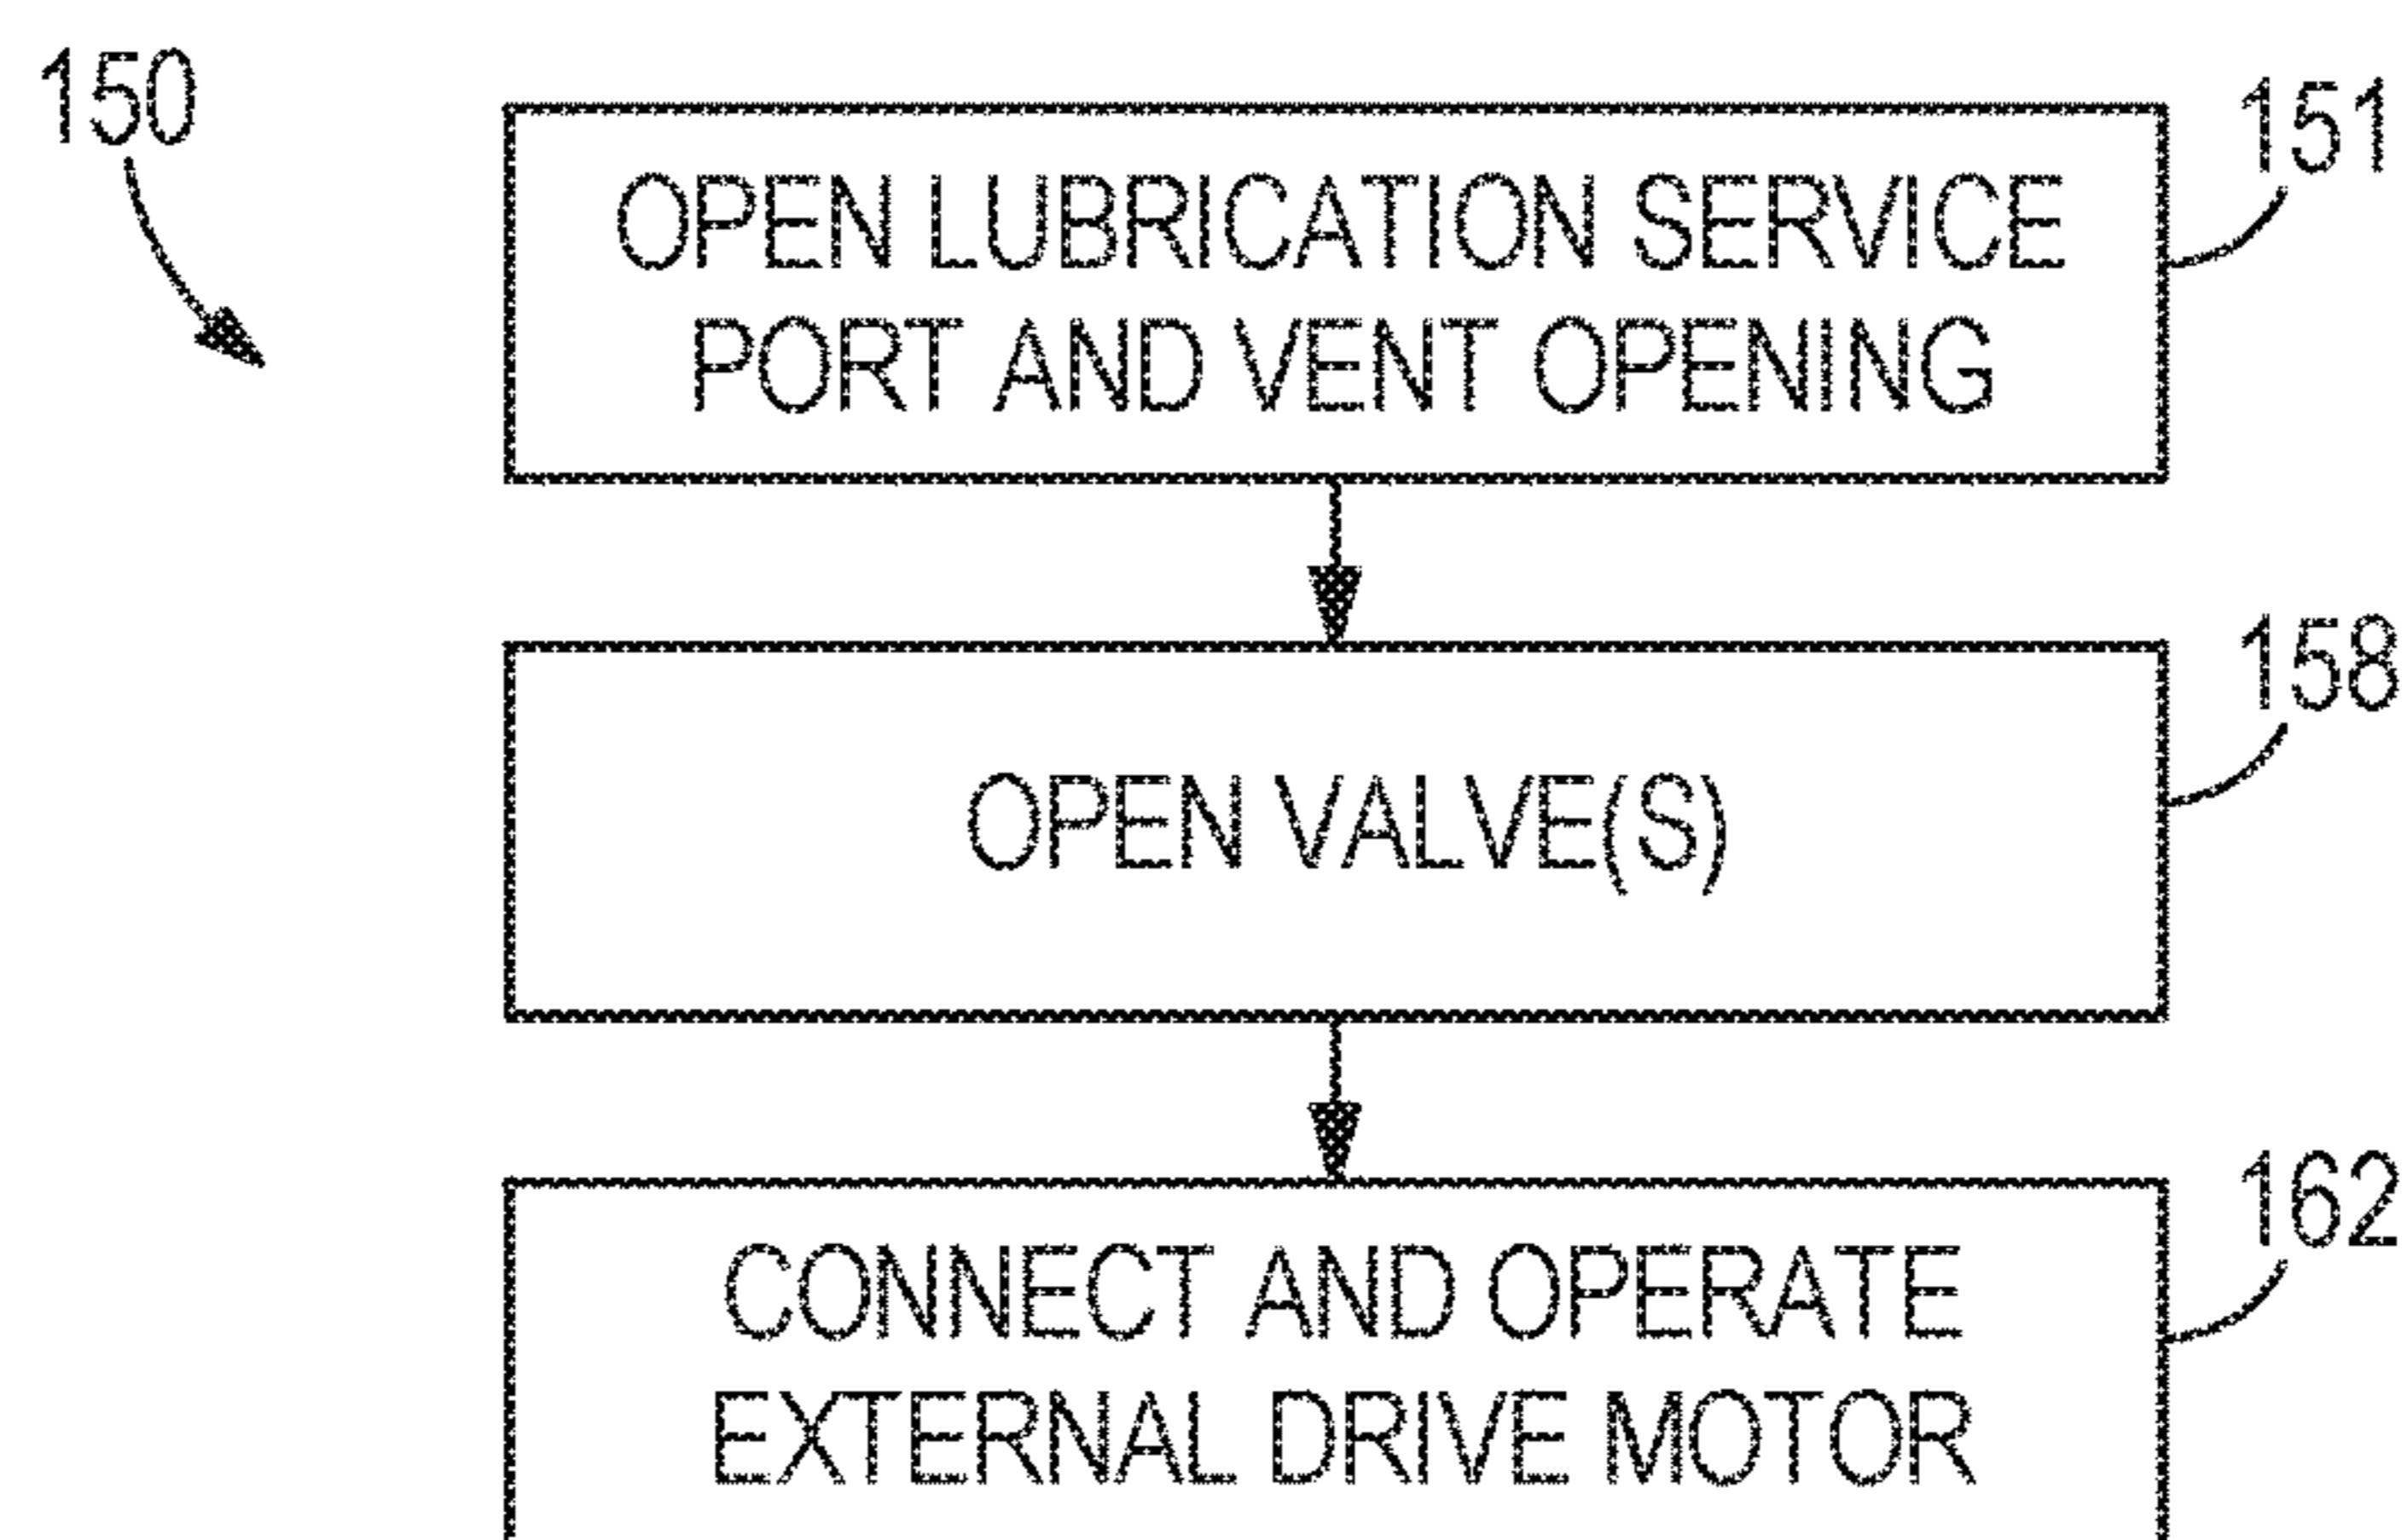 150
151
OPEN LUBRICATION SERVICE
PORT AND VENT OPENING
158
OPEN VALVE(S)
162
CONNECT AND OPERATE
EXTERNAL DRIVE MOTOR